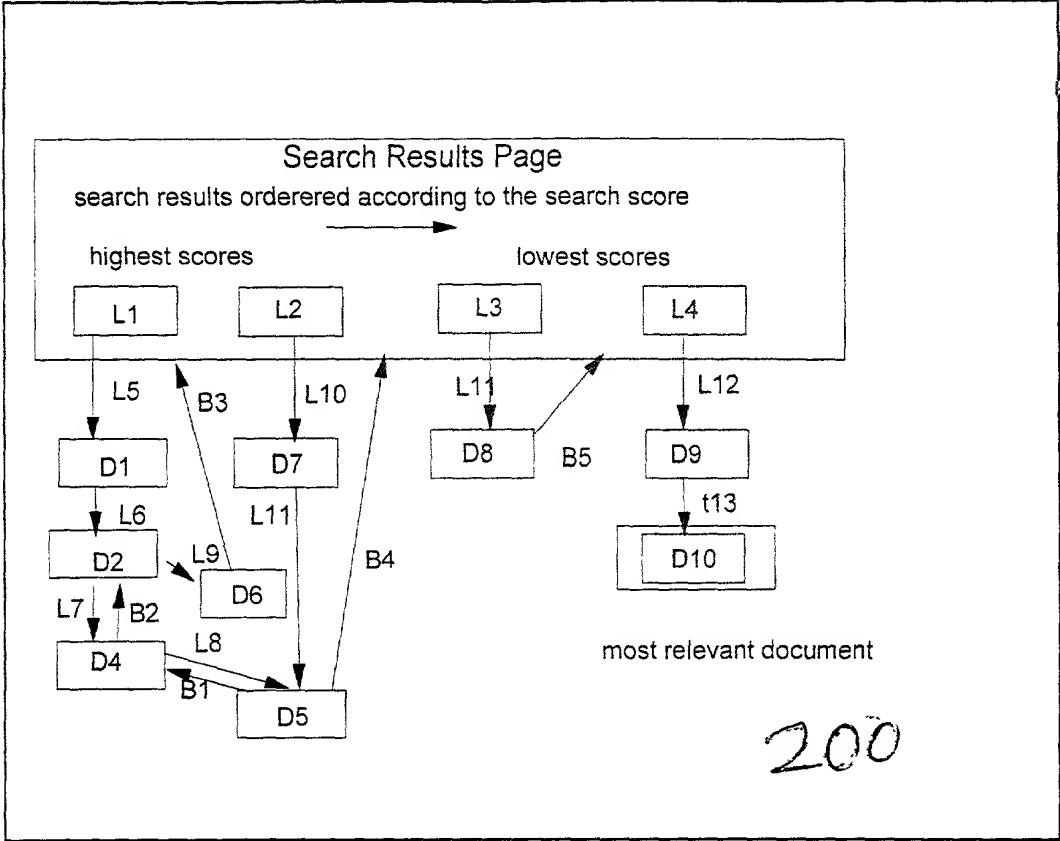 Search Results Page
search results orderered according to the search score
highest scores lowest scores
L1 L2 L3 L4
L5 B3 L10 L11 L12
D1 D7 D8 B5 D9
L6 L11 t13
D2 L9 B4 D10
D6
L7 B2
L8
D4 most relevant document
B1
D5
200